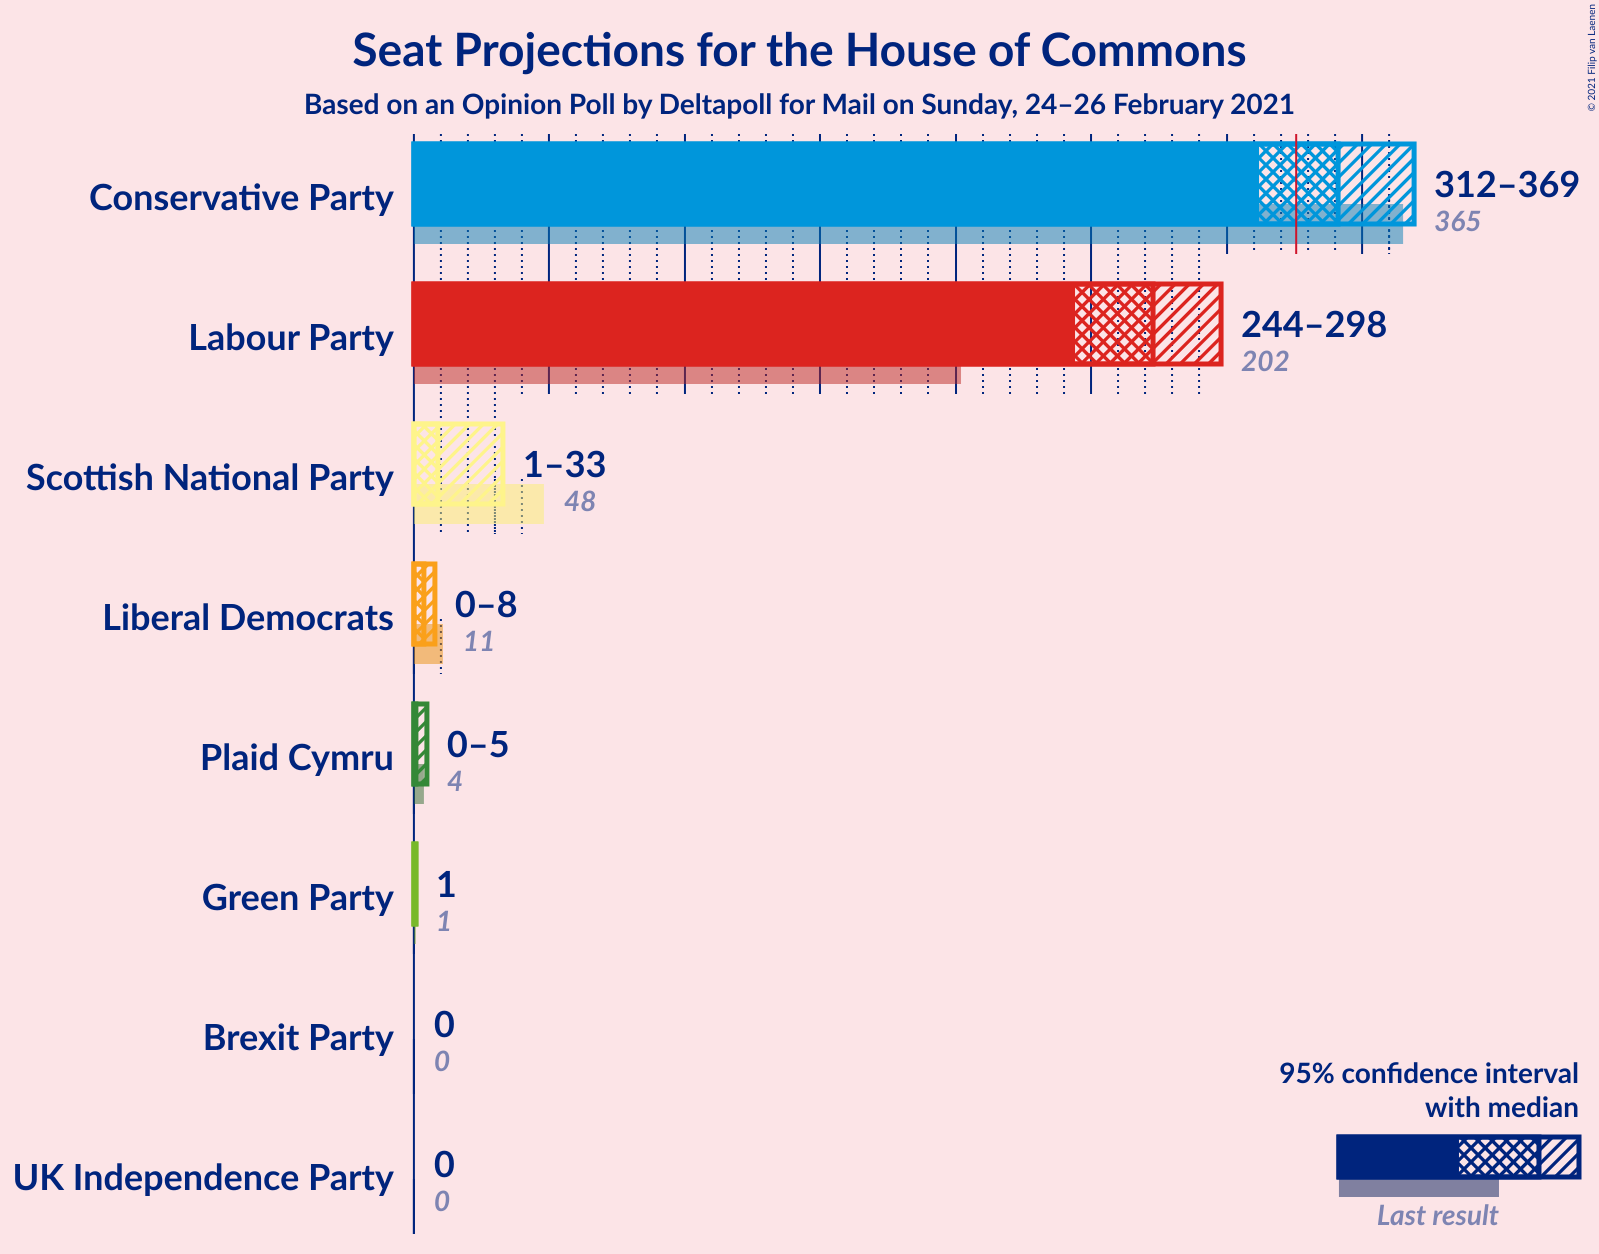 Seat Projections for the House of Commons
Based on an Opinion Poll by Deltapoll for Mail on Sunday, 24–26 February 2021
© 2021 Filip van Laenen
Conservative Party
312–369
365
Labour Party
244–298
202
Scottish National Party
1–33
48
Liberal Democrats
0–8
11
Plaid Cymru
0–5
4
Green Party
1
1
Brexit Party
0
0
UK Independence Party
0
0
95% confidence interval
with median
Last result